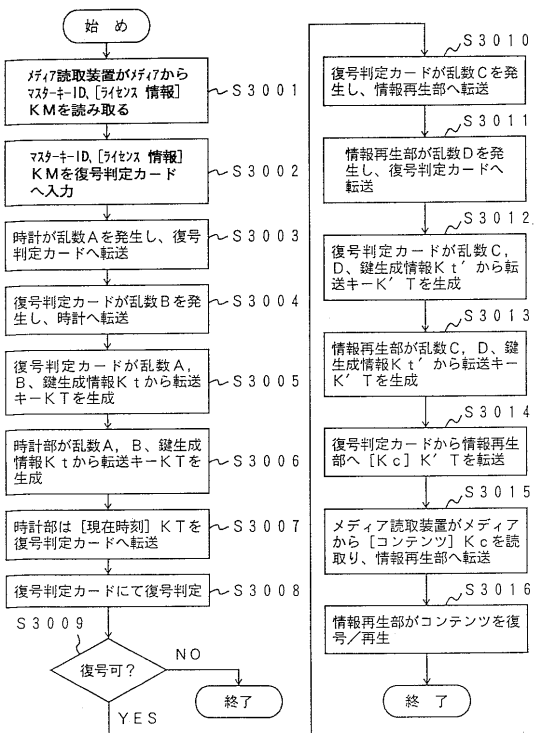 始 め
メディア読取装置がメディアから
マスターキーID、[ライセンス 情報]
KMを読み取る
S3001
マスターキーID、[ライセンス 情報]
KMを復号判定カード
へ入力
S3002
時計が乱数Aを発生し、復号
判定カードへ転送
S3003
復号判定カードが乱数Bを発
生し、時計へ転送
S3004
復号判定カードが乱数A,
B、鍵生成情報Ktから転送
キーKTを生成
S3005
時計部が乱数A, B、鍵生成
情報Ktから転送キーKTを
生成
S3006
時計部は [現在時刻] KTを
復号判定カードへ転送
S3007
復号判定カードにて復号判定
S3008
S3009
復号可?
NO
終了
YES
S3010
復号判定カードが乱数Cを発
生し、情報再生部へ転送
S3011
情報再生部が乱数Dを発
生し、復号判定カードへ
転送
S3012
復号判定カードが乱数C,
D、鍵生成情報Kt′から転
送キーK′Tを生成
S3013
情報再生部が乱数C, D、鍵
生成情報Kt′から転送キー
K′Tを生成
S3014
復号判定カードから情報再生
部へ [Kc] K′Tを転送
S3015
メディア読取装置がメディア
から [コンテンツ] Kcを読
取り、情報再生部へ転送
S3016
情報再生部がコンテンツを復
号/再生
終 了